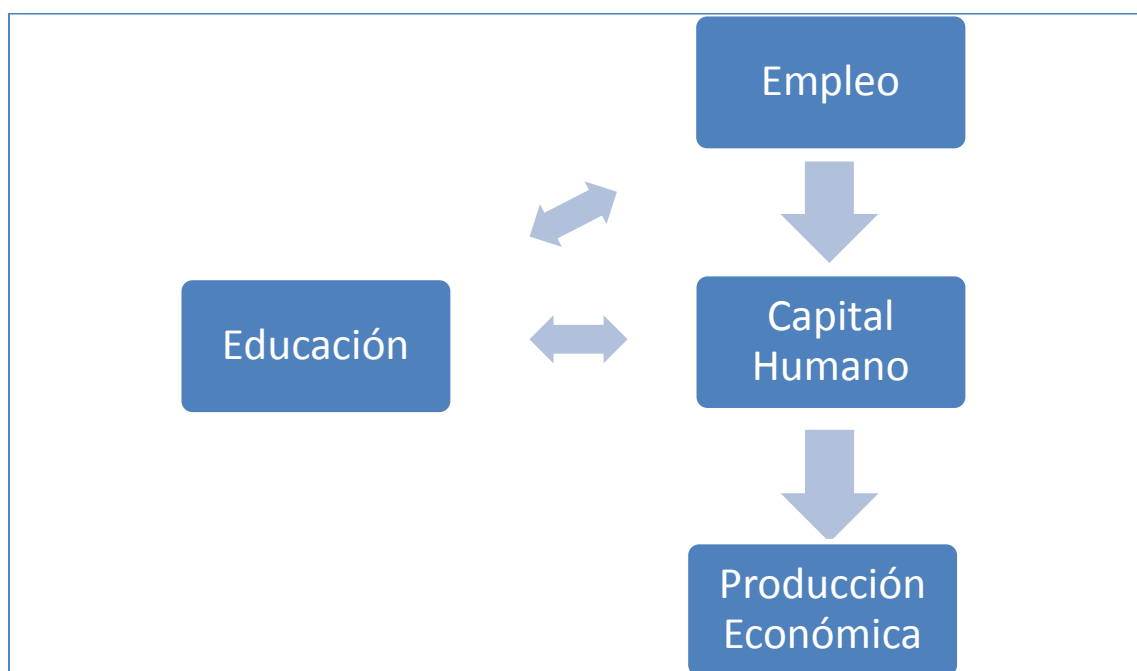 Empleo
Educación
Capital
Humano
Producción
Económica